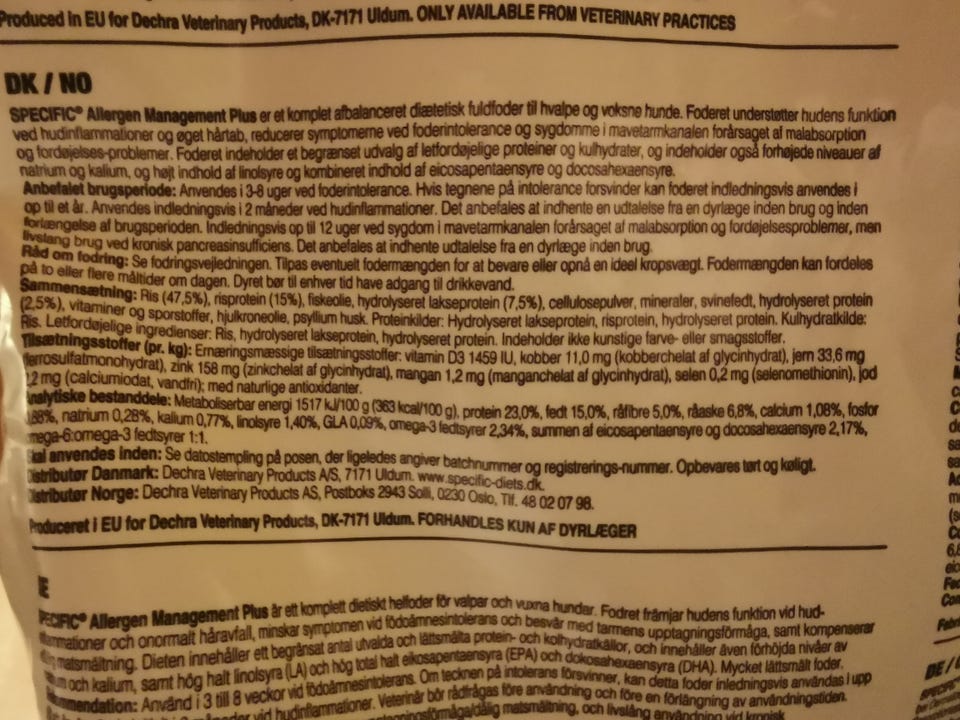 Produced in EU for Dechra Veterinary Products, DK-7171 Uldum. ONLY AVAILABLE FROM VETERINARY PRACTICES
DK / NO
SPECIFIC® Allergen Management Plus er et komplet afbalanceret diætetisk fuldfoder til hvalpe og voksne hunde. Foderet understøtter hudens funktion
ved hudinflammationer og øget hårtab, reducerer symptomerne ved foderintolerance og sygdomme i mavetarmkanalen forårsaget af malabsorption
og fordøjelses-problemer. Foderet indeholder et begrænset udvalg af letfordøjelige proteiner og kulhydrater, og indeholder også forhøjede niveauer af
natrium og kalium, og højt indhold af linolsyre og kombineret indhold af eicosapentaensyre og docosahexaensyre.
Anbefalet brugsperiode: Anvendes i 3-8 uger ved foderintolerance. Hvis tegnene på intolerance forsvinder kan foderet indledningsvis anvendes i
op til et år. Anvendes indledningsvis i 2 måneder ved hudinflammationer. Det anbefales at indhente en udtalelse fra en dyrlæge inden brug og inden
forlængelse af brugsperioden. Indledningsvis op til 12 uger ved sygdom i mavetarmkanalen forårsaget af malabsorption og fordøjelsesproblemer, men
livslang brug ved kronisk pancreasinsufficiens. Det anbefales at indhente udtalelse fra en dyrlæge inden brug.
Råd om fodring: Se fodringsvejledningen. Tilpas eventuelt fodermængden for at bevare eller opnå en ideel kropsvægt. Fodermængden kan fordeles
på to eller flere måltider om dagen. Dyret bør til enhver tid have adgang til drikkevand.
Sammensætning: Ris (47,5%), risprotein (15%), fiskeolie, hydrolyseret lakseprotein (7,5%), cellulosepulver, mineraler, svinefedt, hydrolyseret protein
(2,5%), vitaminer og sporstoffer, hjulkroneolie, psyllium husk. Proteinkilder: Hydrolyseret lakseprotein, risprotein, hydrolyseret protein. Kulhydratkilde:
Ris. Letfordøjelige ingredienser: Ris, hydrolyseret lakseprotein, hydrolyseret protein. Indeholder ikke kunstige farve- eller smagsstoffer.
Tilsætningsstoffer (pr. kg): Ernæringsmæssige tilsætningsstoffer: vitamin D3 1459 IU, kobber 11,0 mg (kobberchelat af glycinhydrat), jern 33,6 mg
(ferrosulfatmonohydrat), zink 158 mg (zinkchelat af glycinhydrat), mangan 1,2 mg (manganchelat af glycinhydrat), selen 0,2 mg (selenomethionin), jod
2,2 mg (calciumiodat, vandfri); med naturlige antioxidanter.
Analytiske bestanddele: Metaboliserbar energi 1517 kJ/100 g (363 kcal/100 g), protein 23,0%, fedt 15,0%, råfibre 5,0%, råaske 6,8%, calcium 1,08%, fosfor
,88%, natrium 0,28%, kalium 0,77%, linolsyre 1,40%, GLA 0,09%, omega-3 fedtsyrer 2,34%, summen af eicosapentaensyre og docosahexaensyre 2,17%,
omega-6:omega-3 fedtsyrer 1:1.
Skal anvendes inden: Se datostempling på posen, der ligeledes angiver batchnummer og registrerings-nummer. Opbevares tørt og køligt.
Distributør Danmark: Dechra Veterinary Products A/S, 7171 Uldum. www.specific-diets.dk.
Distributør Norge: Dechra Veterinary Products AS, Postboks 2943 Solli, 0230 Oslo, Tlf. 48 02 07 98.
Produceret i EU for Dechra Veterinary Products, DK-7171 Uldum. FORHANDLES KUN AF DYRLÆGER
E
SPECIFIC® Allergen Management Plus är ett komplett dietiskt helfoder för valpar och vuxna hundar. Fodret främjar hudens funktion vid hud-
inflammationer och onormalt håravfall, minskar symptomen vid födoämnesintolerans och besvär med tarmens upptagningsförmåga, samt kompenserar
matsmältning. Dieten innehåller ett begränsat antal utvalda och lättsmälta protein- och kolhydratkällor, och innehåller även förhöjda nivåer av
och kalium, samt hög halt linolsyra (LA) och hög total halt eikosapentaensyra (EPA) och dokosahexaensyra (DHA). Mycket lättsmält foder.
Använd i 3 till 8 veckor vid födoämnesintolerans. Om tecknen på intolerans försvinner, kan detta foder inledningsvis användas i upp
vid hudinflammationer. Veterinär bör rådfrågas före användning och före en förlängning av användningstiden.
matsmältning, och livslång användning vid kronisk
DE /